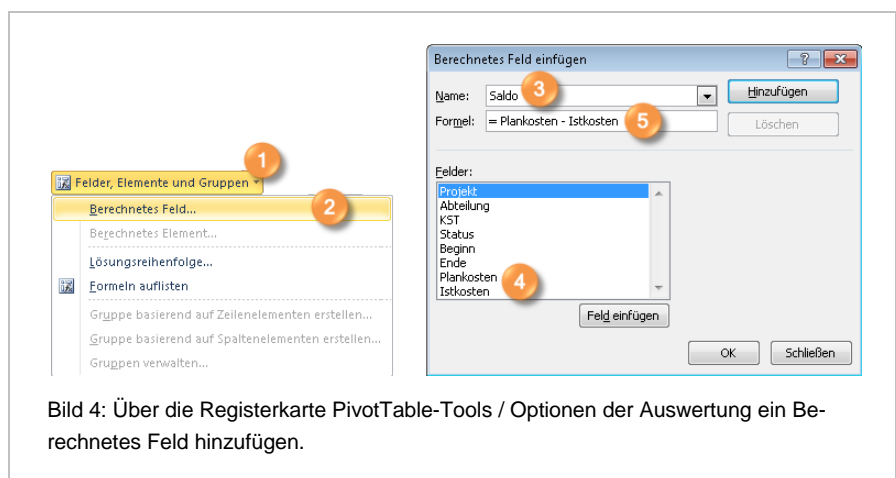 1
Felder, Elemente und Gruppen
Berechnetes Feld...
2
Berechnetes Element...
Lösungsreihenfolge...
Formeln auflisten
Gruppe basierend auf Zeilenelementen erstellen...
Gruppe basierend auf Spaltenelementen erstellen...
Gruppen verwalten...
Berechnetes Feld einfügen
Name: Saldo 3 Hinzufügen
Formel: = Plankosten - Istkosten 5 Löschen
Felder:
Projekt
Abteilung
KST
Status
Beginn
Ende
Plankosten
Istkosten
4
Feld einfügen
OK Schließen
Bild 4: Über die Registerkarte PivotTable-Tools / Optionen der Auswertung ein Be-
rechnetes Feld hinzufügen.